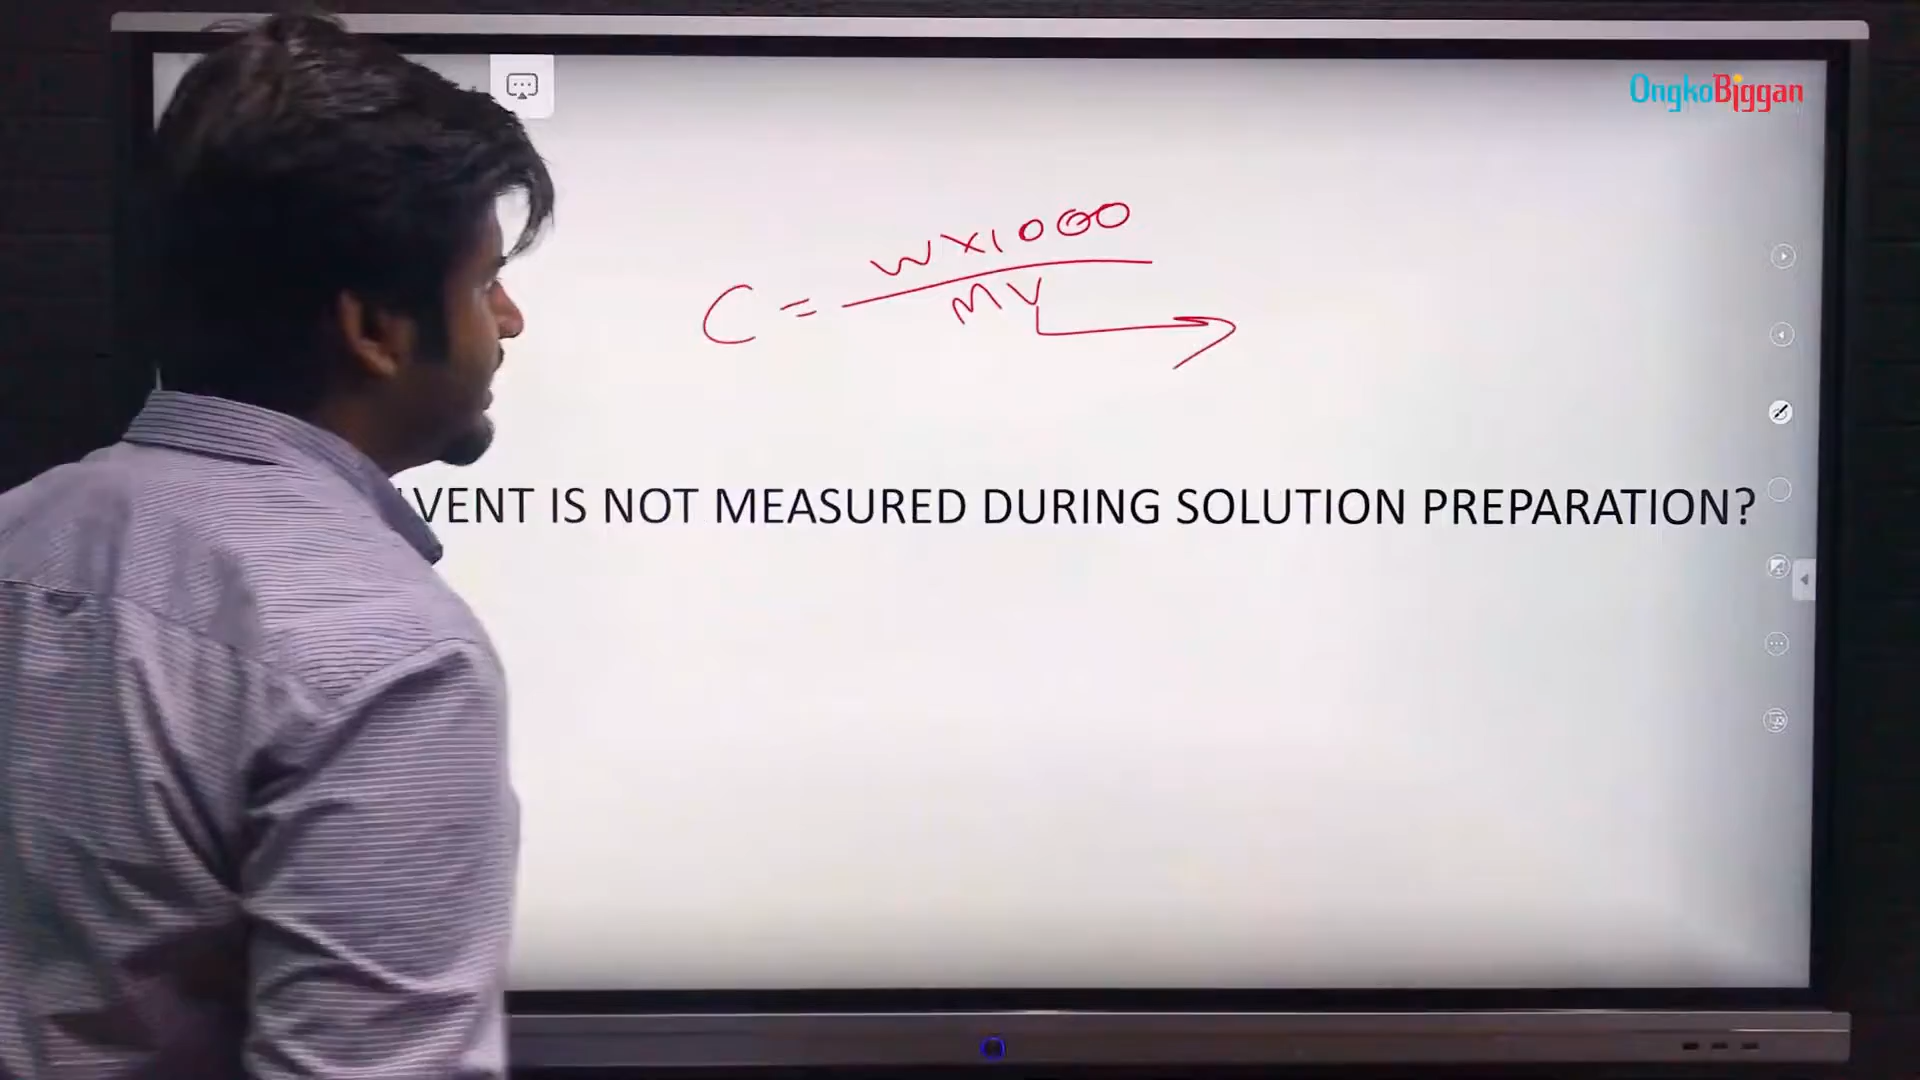 OngkoBiggan
W X 1000
C =
MV
VENT IS NOT MEASURED DURING SOLUTION PREPARATION?